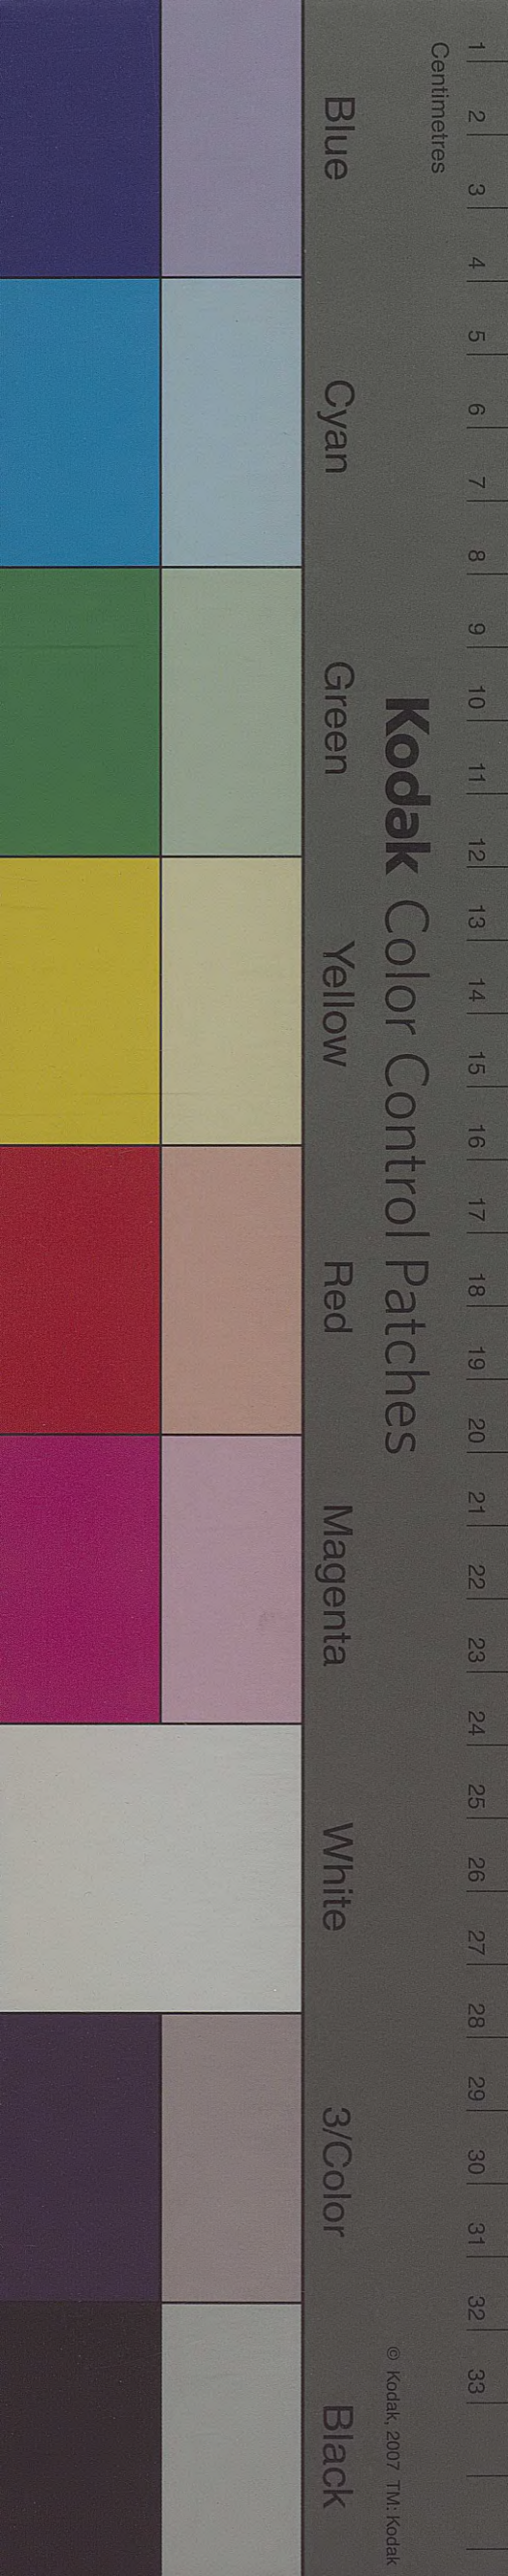 Centimetres
1 2 3 4 5 6 7 8 9 10 11 12 13 14 15 16 17 18 19 20 21 22 23 24 25 26 27 28 29 30 31 32 33
Kodak Color Control Patches
© Kodak, 2007 TM: Kodak
Blue Cyan Green Yellow Red Magenta White 3/Color Black